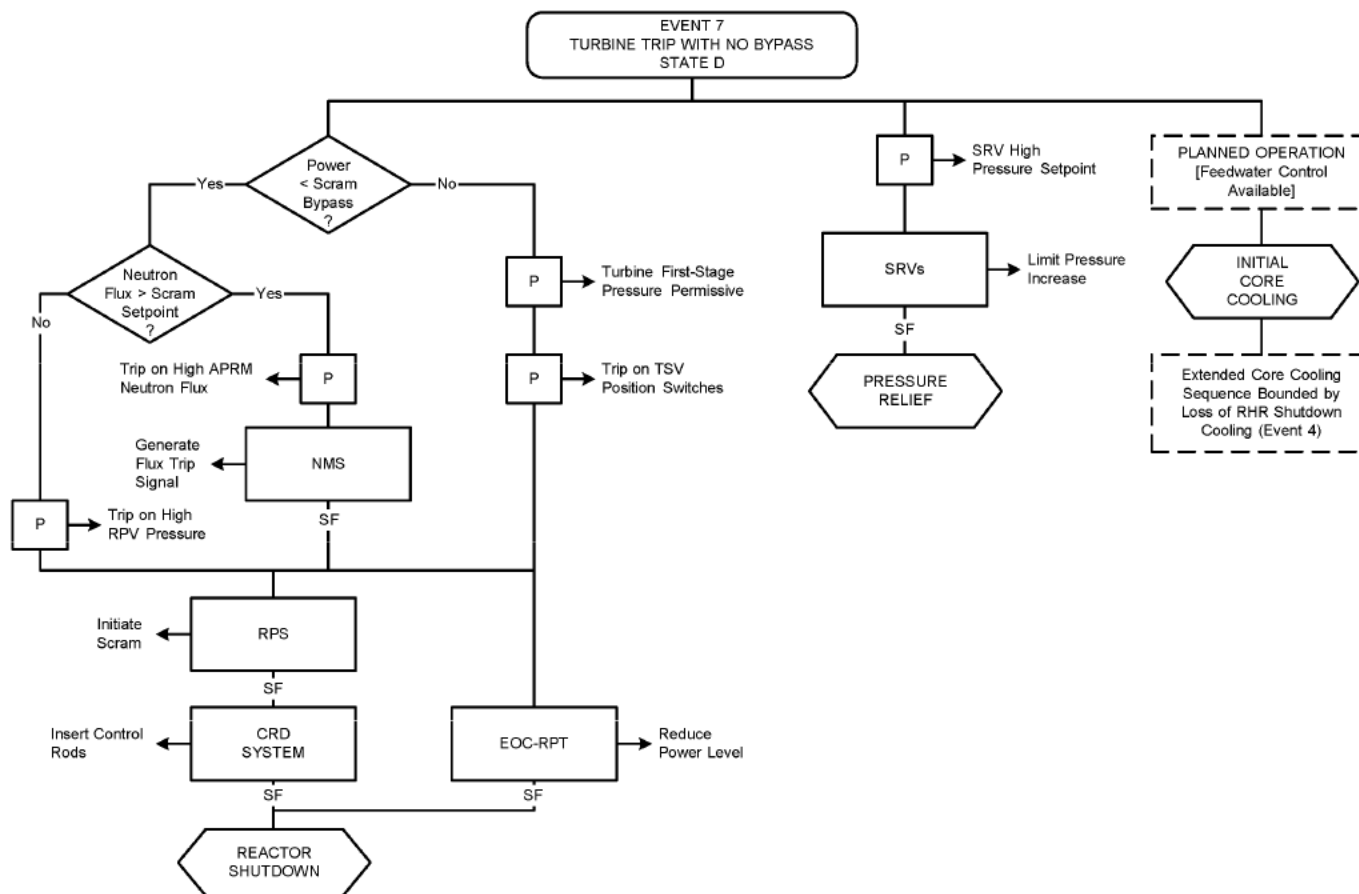 EVENT 7
TURBINE TRIP WITH NO BYPASS
STATE D
Power
< Scram
Bypass
?
Yes
No
P
SRV High
Pressure Setpoint
PLANNED OPERATION
[Feedwater Control
Available]
Neutron
Flux > Scram
Setpoint
?
No
Yes
P
Turbine First-Stage
Pressure Permissive
SRVs
Limit Pressure
Increase
SF
INITIAL
CORE
COOLING
Trip on High APRM
Neutron Flux
P
P
Trip on TSV
Position Switches
PRESSURE
RELIEF
Extended Core Cooling
Sequence Bounded by
Loss of RHR Shutdown
Cooling (Event 4)
Generate
Flux Trip
Signal
NMS
SF
P
Trip on High
RPV Pressure
Initiate
Scram
RPS
SF
Insert Control
Rods
CRD
SYSTEM
SF
EOC-RPT
Reduce
Power Level
SF
REACTOR
SHUTDOWN